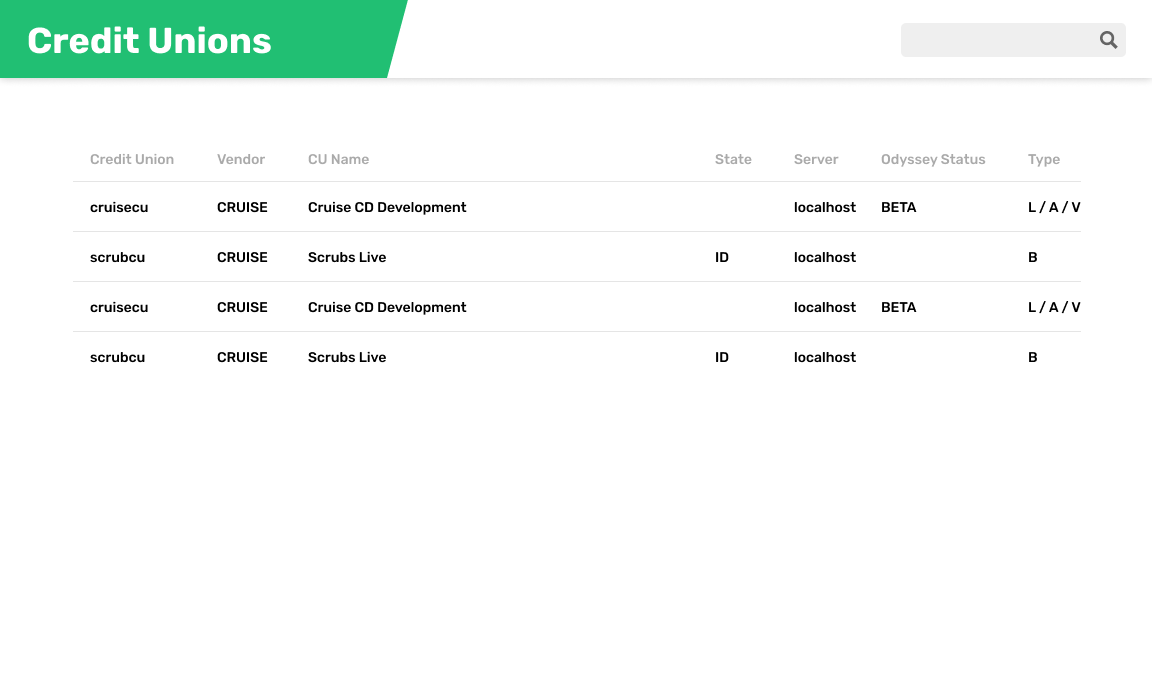 Credit Unions
Credit Union Vendor CU Name State Server Odyssey Status Type
cruisecu CRUISE Cruise CD Development localhost BETA L / A / V
scrubcu CRUISE Scrubs Live ID localhost B
cruisecu CRUISE Cruise CD Development localhost BETA L / A / V
scrubcu CRUISE Scrubs Live ID localhost B